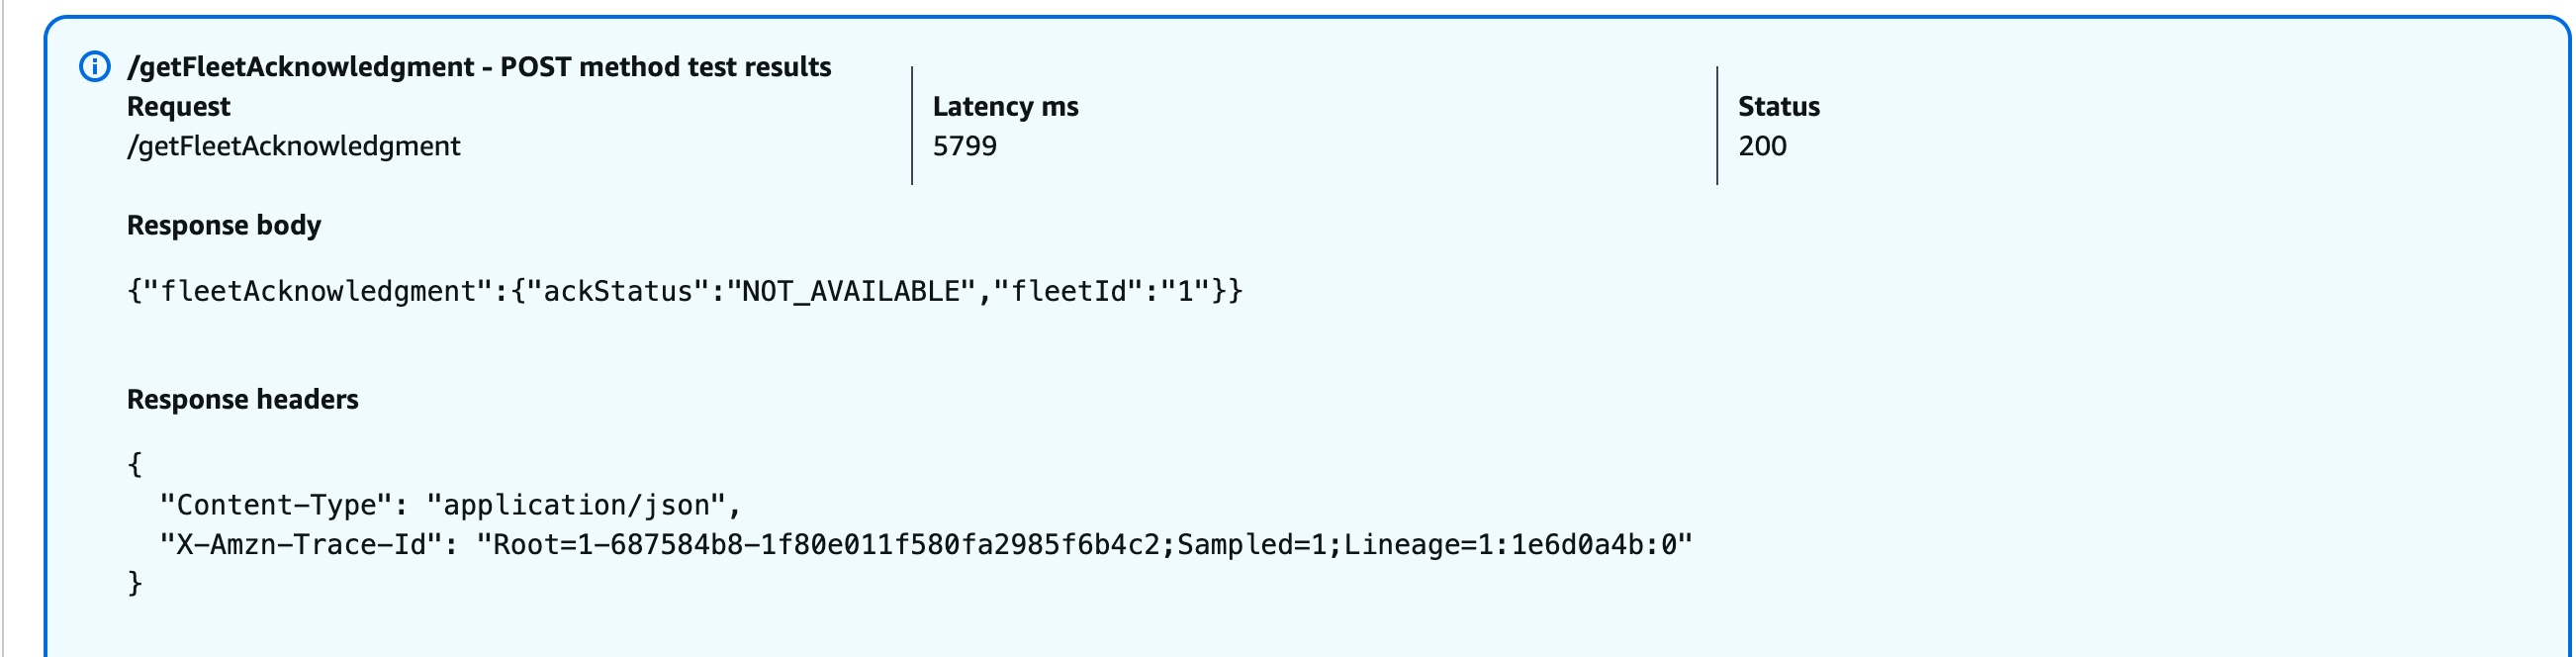 /getFleetAcknowledgment - POST method test results
Request
/getFleetAcknowledgment
Latency ms
5799
Status
200
Response body
{"fleetAcknowledgment":{"ackStatus":"NOT_AVAILABLE","fleetId":"1"}}
Response headers
{
"Content-Type": "application/json",
"X-Amzn-Trace-Id": "Root=1-687584b8-1f80e011f580fa2985f6b4c2;Sampled=1;Lineage=1:1e6d0a4b:0"
}